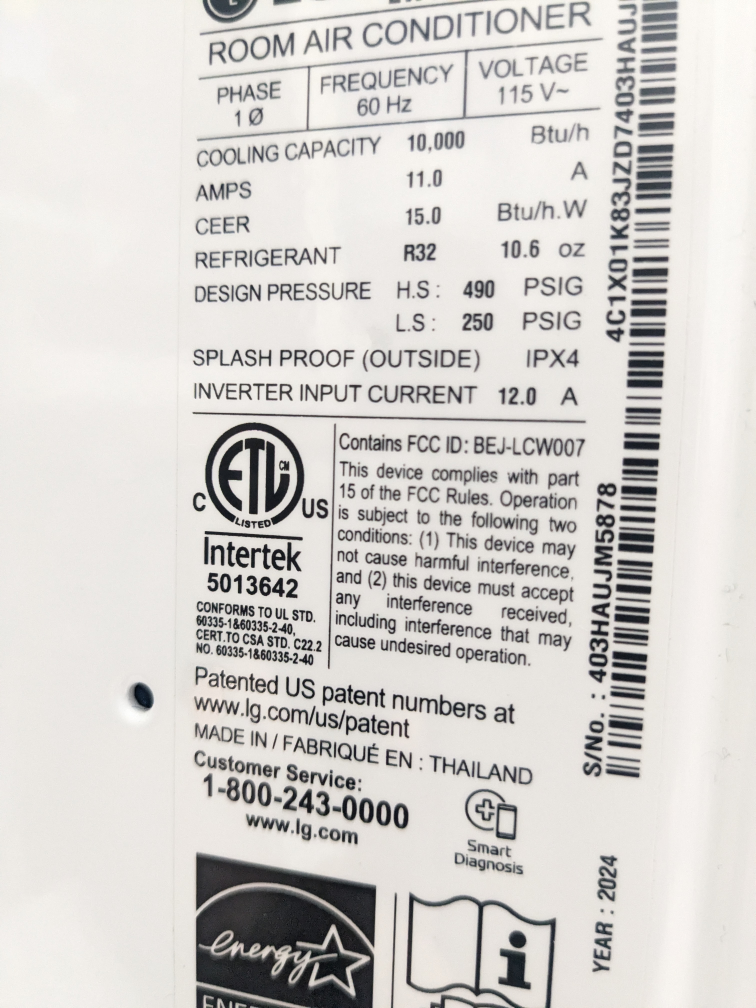 ROOM AIR CONDITIONER
PHASE
1 Ø
FREQUENCY
60 Hz
VOLTAGE
115 V~
COOLING CAPACITY 10,000 Btu/h
AMPS 11.0 A
CEER 15.0 Btu/h.W
REFRIGERANT R32 10.6 oz
DESIGN PRESSURE H.S : 490 PSIG
L.S : 250 PSIG
SPLASH PROOF (OUTSIDE) IPX4
INVERTER INPUT CURRENT 12.0 A
C ETL CM US
LISTED
Intertek
5013642
CONFORMS TO UL STD.
60335-1&60335-2-40,
CERT.TO CSA STD. C22.2
NO. 60335-1&60335-2-40
Contains FCC ID: BEJ-LCW007
This device complies with part
15 of the FCC Rules. Operation
is subject to the following two
conditions: (1) This device may
not cause harmful interference,
and (2) this device must accept
any interference received,
including interference that may
cause undesired operation.
Patented US patent numbers at
www.lg.com/us/patent
MADE IN / FABRIQUÉ EN : THAILAND
Customer Service:
1-800-243-0000
www.lg.com
Smart
Diagnosis
energy
4C1X01K83JZD7403HAUJ
S/No. : 403HAUJM5878
YEAR : 2024